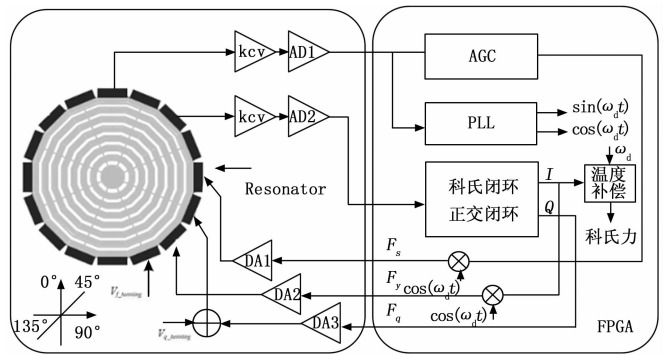 kcv
AD1
AGC
sin(ω_d t)
cos(ω_d t)
kcv
AD2
PLL
ω_d
Resonator
科氏闭环
正交闭环
I
Q
温度
补偿
科氏力
DA1
F_s
DA2
F_y
cos(ω_d t)
DA3
F_q
cos(ω_d t)
0°
45°
135°
90°
FPGA